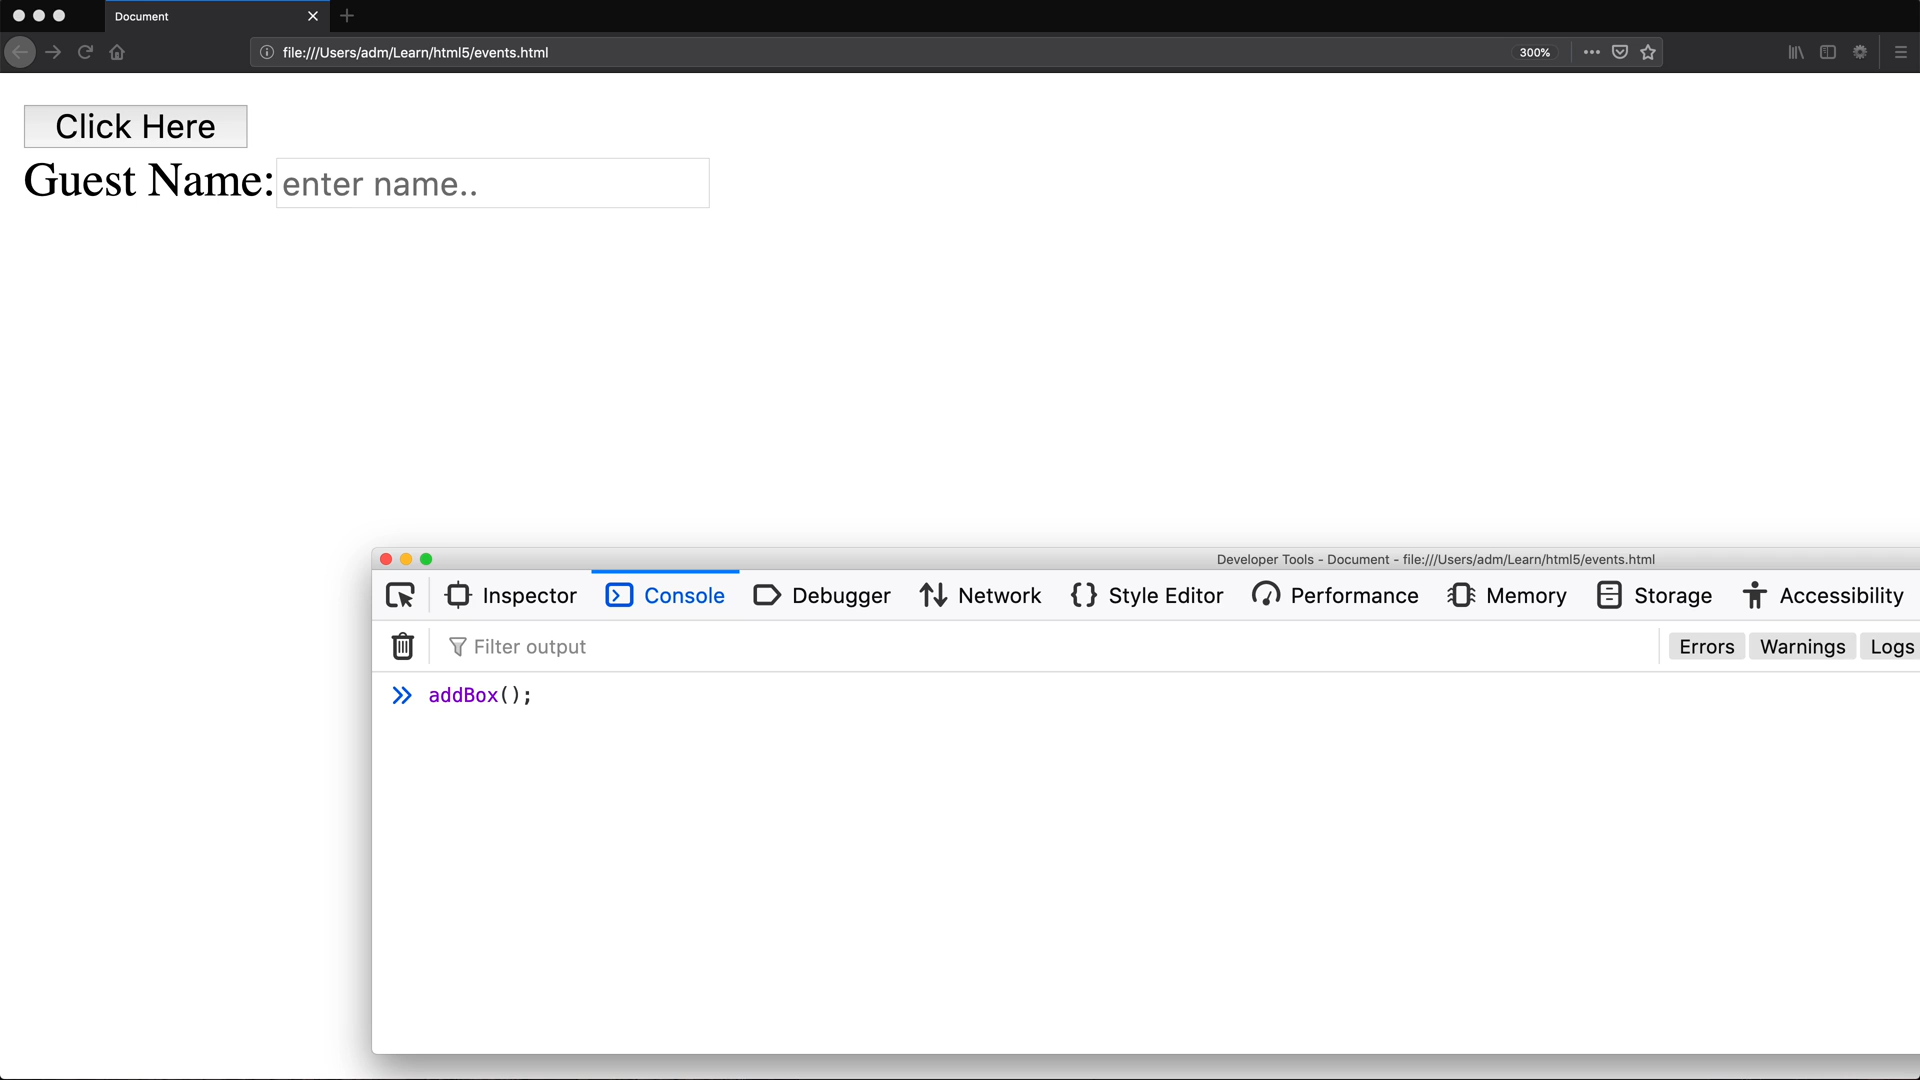 Document
file:///Users/adm/Learn/html5/events.html 300%
Click Here
Guest Name: enter name..
Developer Tools - Document - file:///Users/adm/Learn/html5/events.html
Inspector Console Debugger Network Style Editor Performance Memory Storage Accessibility
Filter output Errors Warnings Logs
addBox();